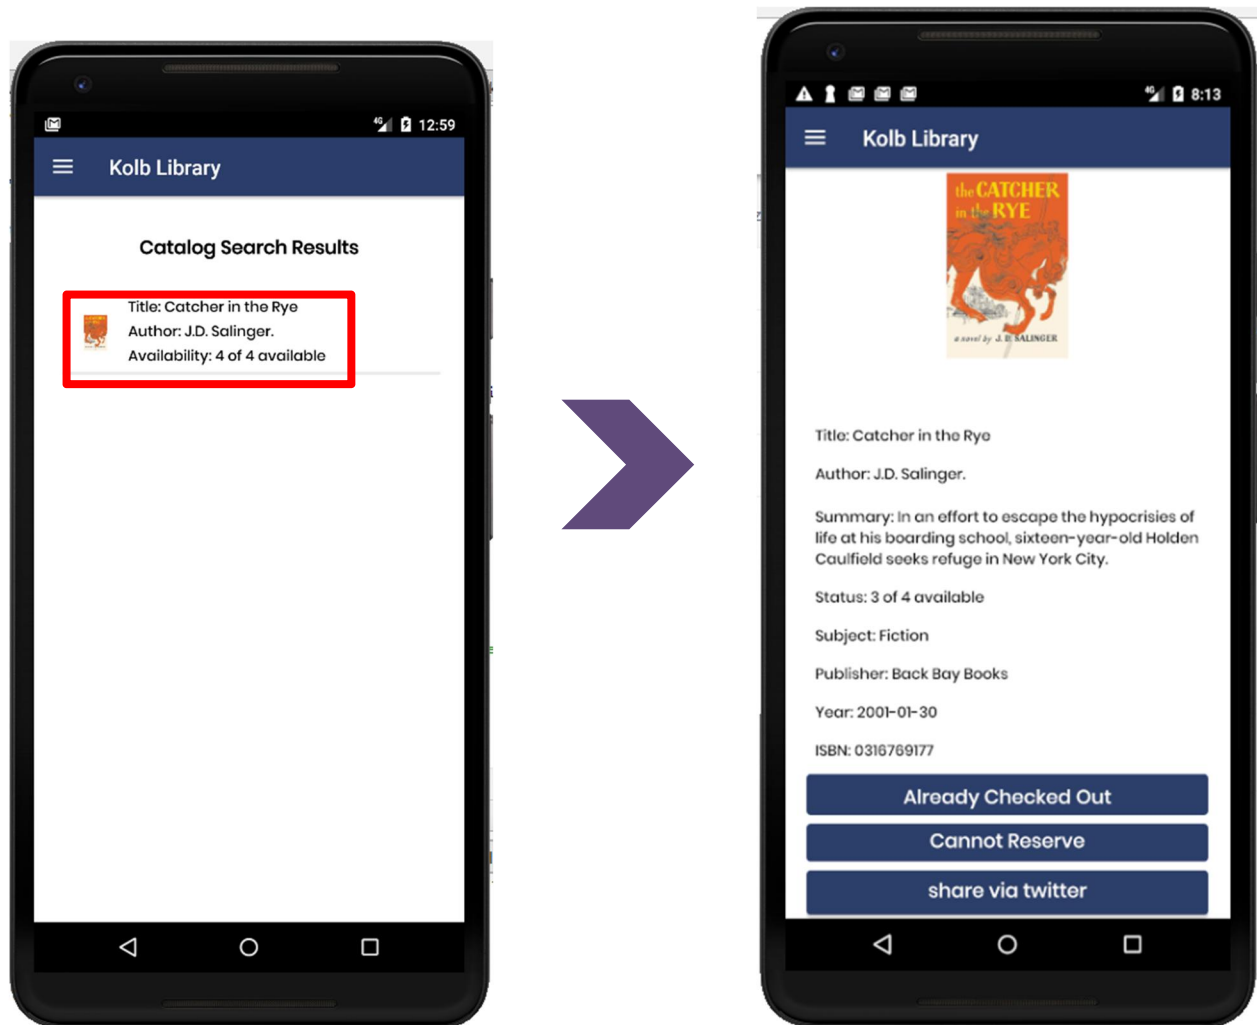 4G 12:59
Kolb Library
Catalog Search Results
Title: Catcher in the Rye
Author: J.D. Salinger.
Availability: 4 of 4 available
4G 8:13
Kolb Library
the CATCHER
in the RYE
a novel by J. D. SALINGER
Title: Catcher in the Rye
Author: J.D. Salinger.
Summary: In an effort to escape the hypocrisies of
life at his boarding school, sixteen-year-old Holden
Caulfield seeks refuge in New York City.
Status: 3 of 4 available
Subject: Fiction
Publisher: Back Bay Books
Year: 2001-01-30
ISBN: 0316769177
Already Checked Out
Cannot Reserve
share via twitter